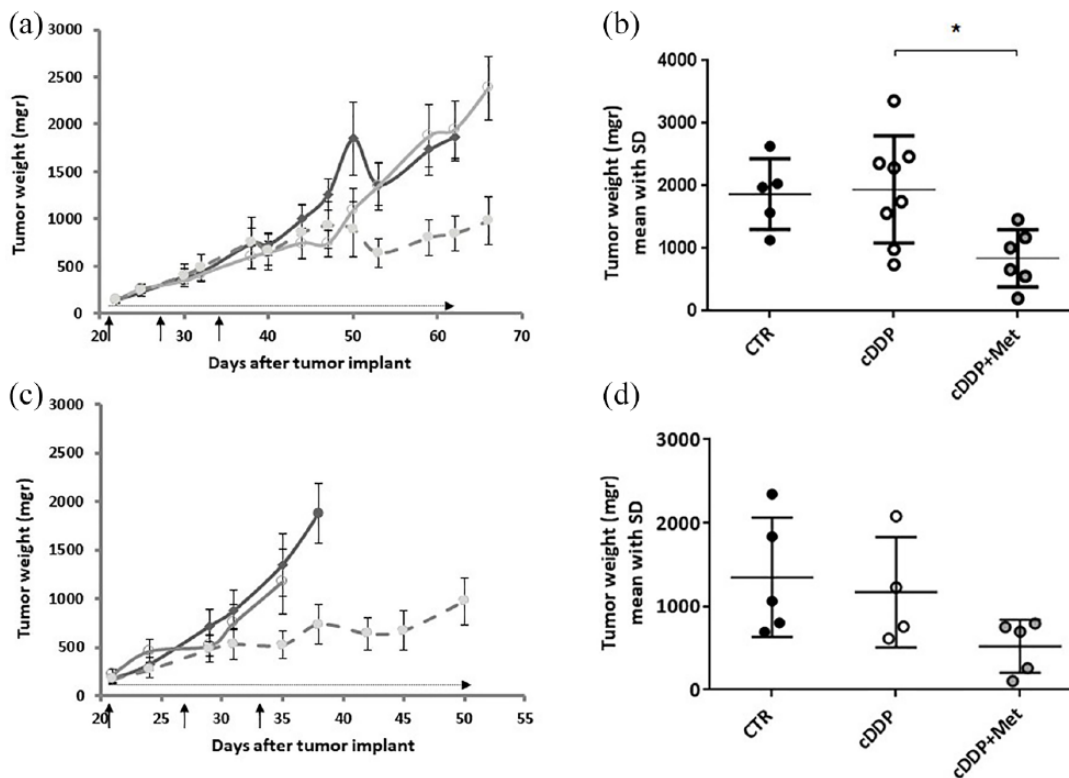 (a)
3000
2500
2000
1500
1000
500
0
Tumor weight (mgr)
20 30 40 50 60 70
Days after tumor implant
(b)
*
4000
3000
2000
1000
0
Tumor weight (mgr)
mean with SD
CTR
cDDP
cDDP+Met
(c)
3000
2500
2000
1500
1000
500
0
Tumor weight (mgr)
20 25 30 35 40 45 50 55
Days after tumor implant
(d)
3000
2000
1000
0
Tumor weight (mgr)
mean with SD
CTR
cDDP
cDDP+Met